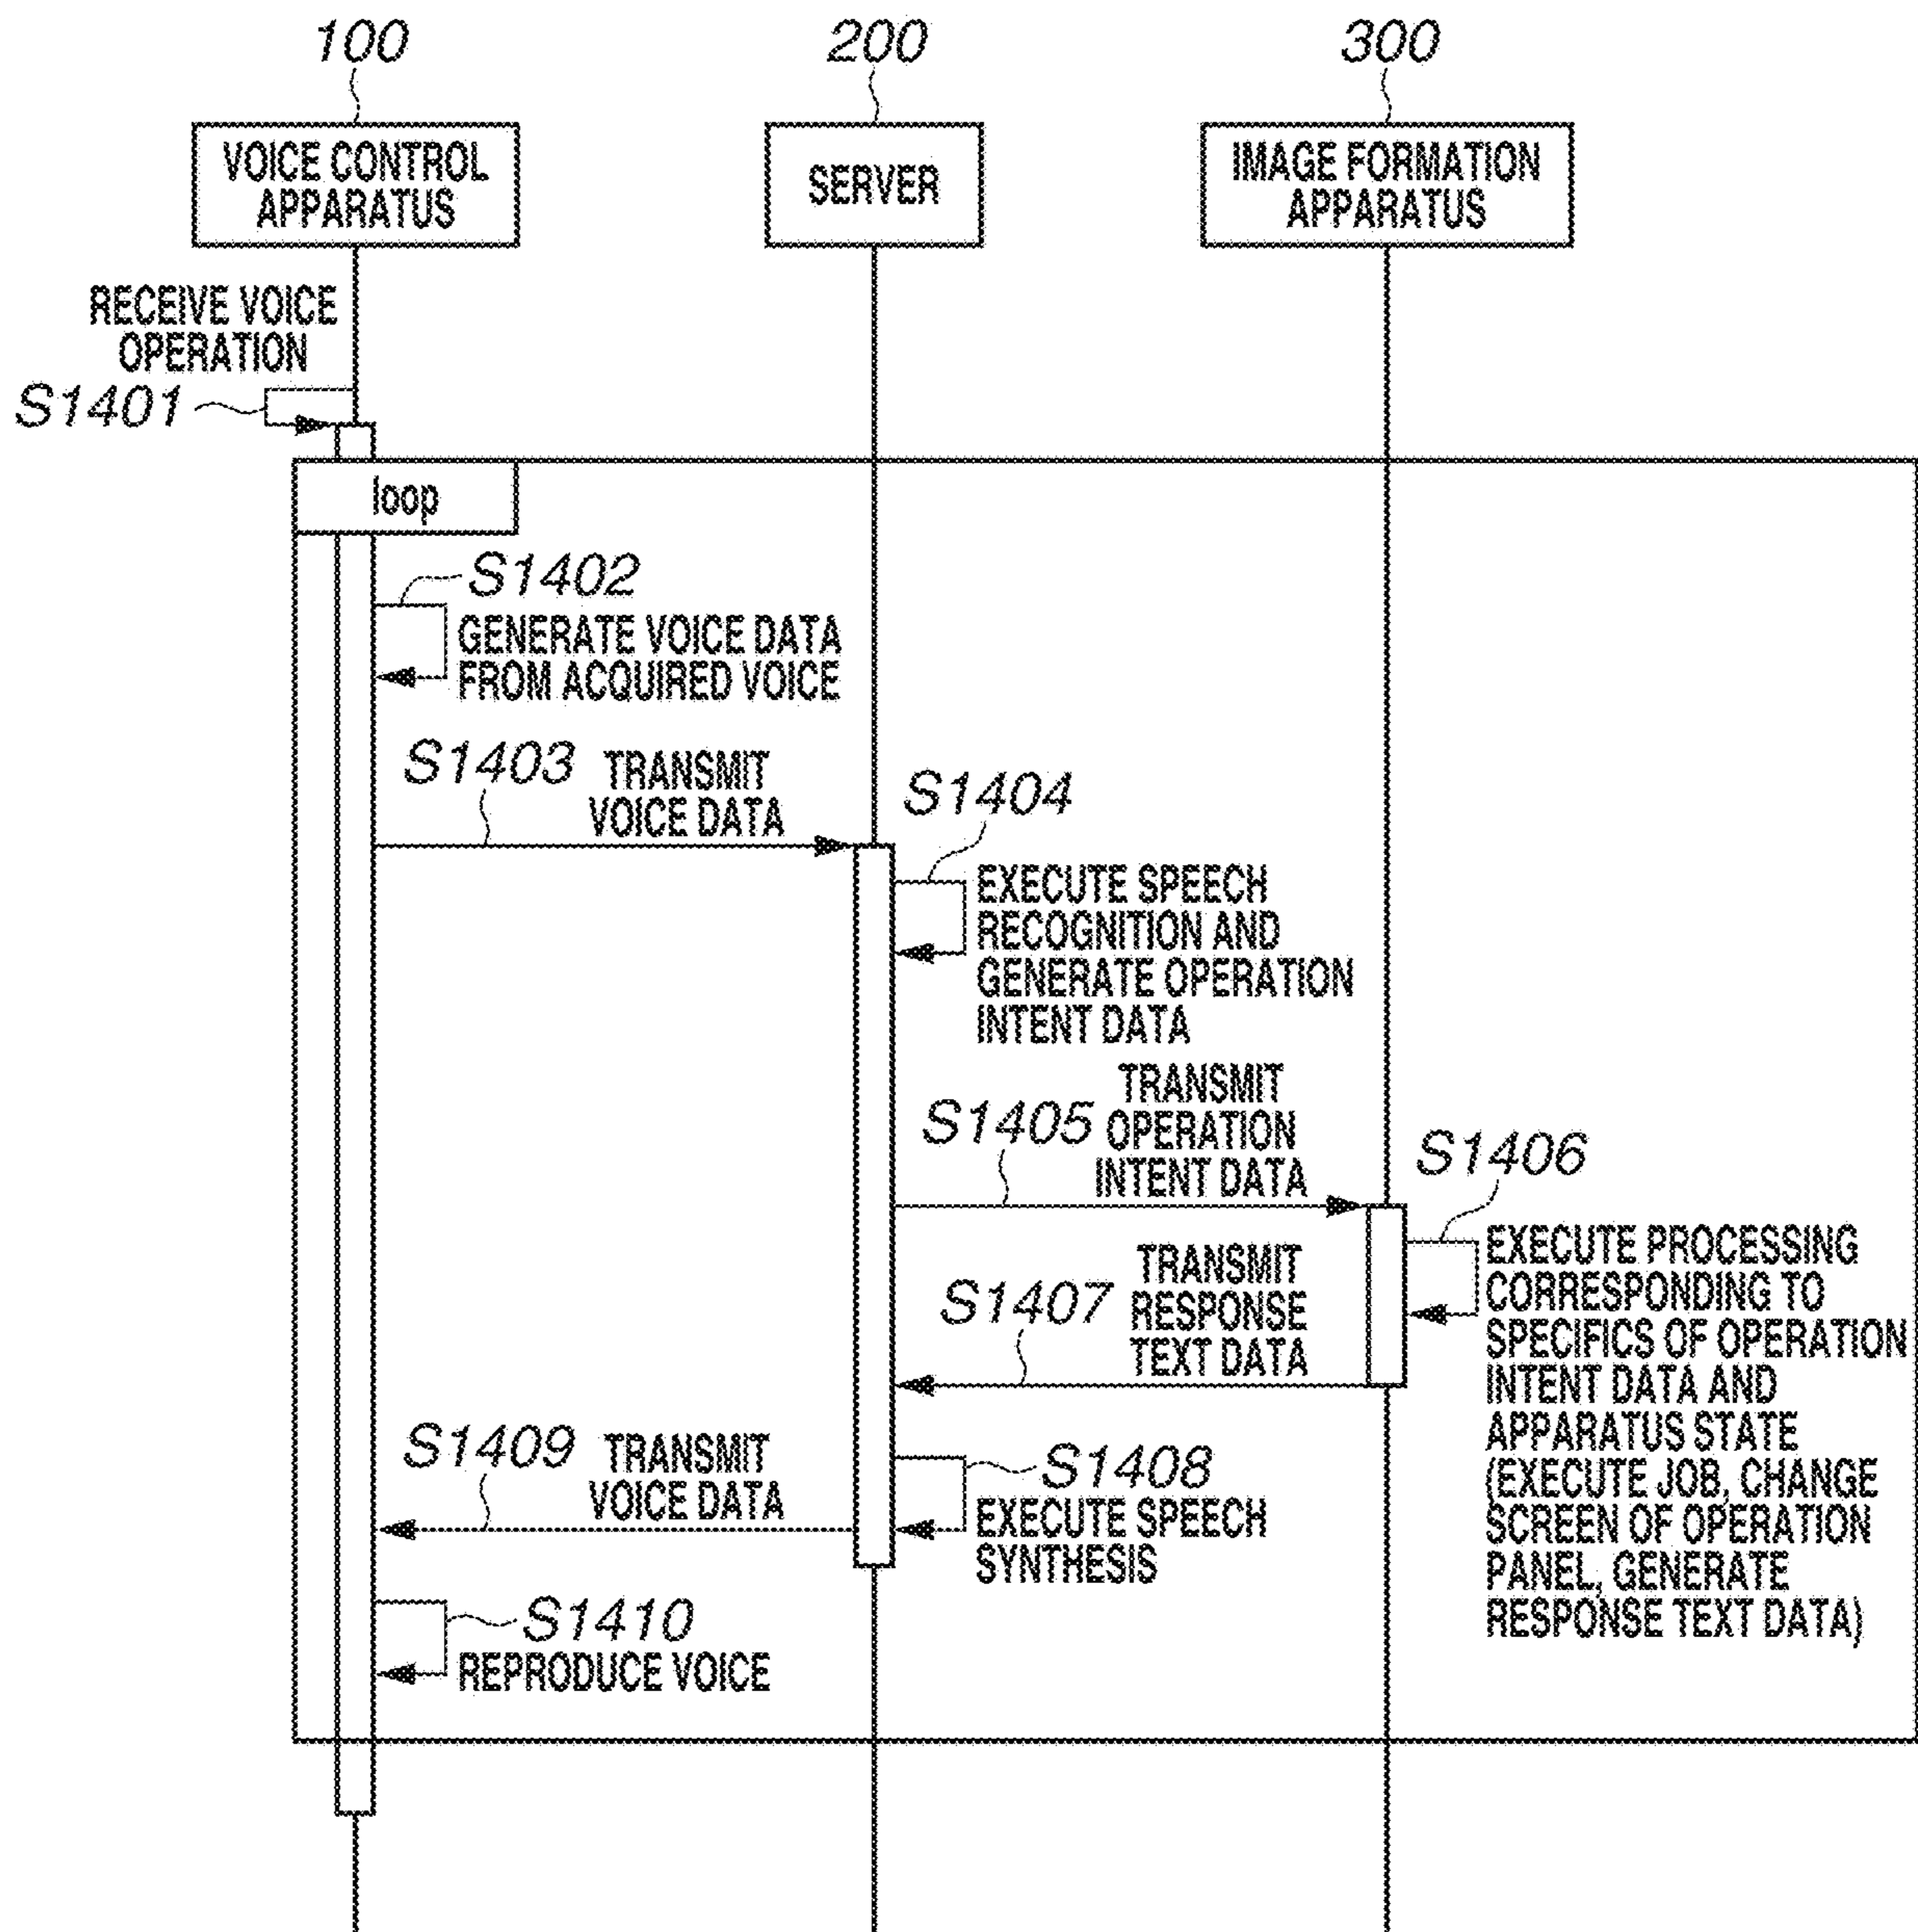 100
200
300
VOICE CONTROL
APPARATUS
SERVER
IMAGE FORMATION
APPARATUS
RECEIVE VOICE
OPERATION
S1401
loop
S1402
GENERATE VOICE DATA
FROM ACQUIRED VOICE
S1403
TRANSMIT
VOICE DATA
S1404
EXECUTE SPEECH
RECOGNITION AND
GENERATE OPERATION
INTENT DATA
S1405
TRANSMIT
OPERATION
INTENT DATA
S1406
EXECUTE PROCESSING
CORRESPONDING TO
SPECIFICS OF OPERATION
INTENT DATA AND
APPARATUS STATE
(EXECUTE JOB, CHANGE
SCREEN OF OPERATION
PANEL, GENERATE
RESPONSE TEXT DATA)
S1407
TRANSMIT
RESPONSE
TEXT DATA
S1408
EXECUTE SPEECH
SYNTHESIS
S1409
TRANSMIT
VOICE DATA
S1410
REPRODUCE VOICE